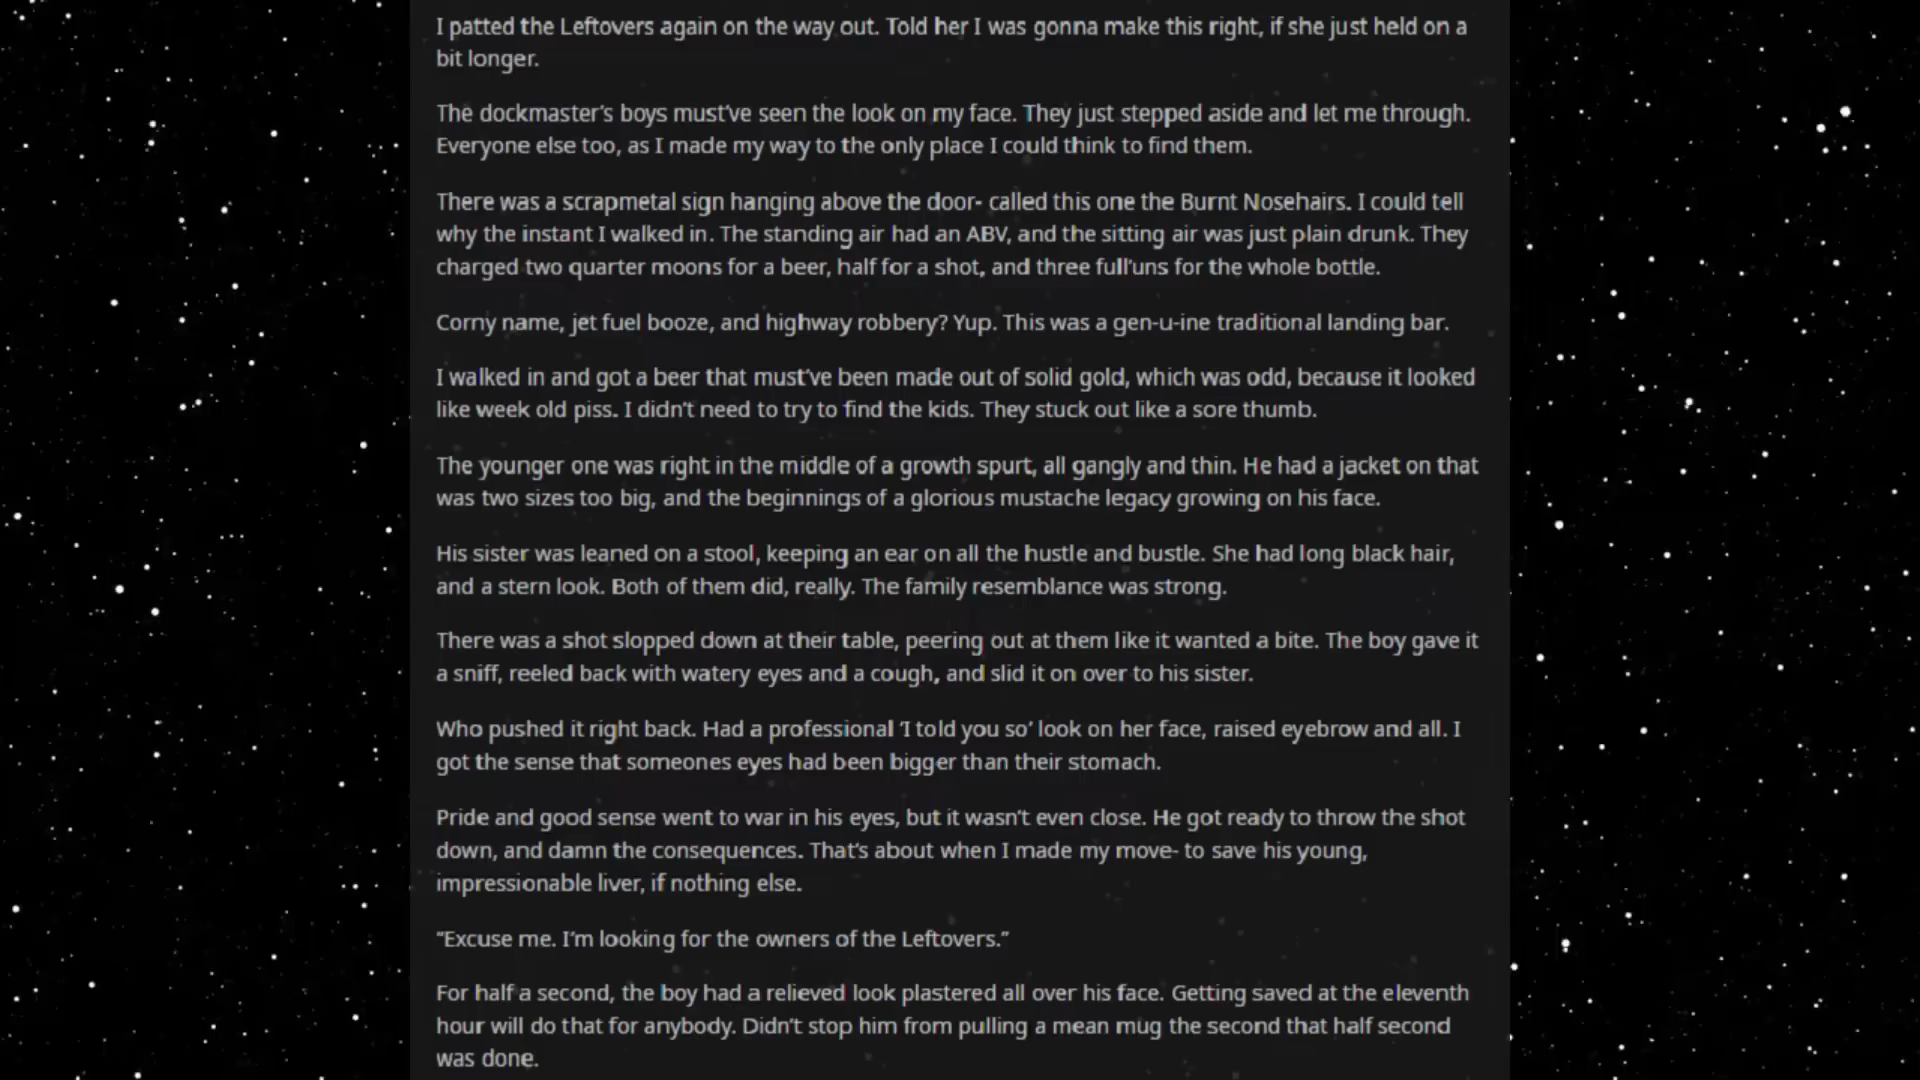 I patted the Leftovers again on the way out. Told her I was gonna make this right, if she just held on a
bit longer.
The dockmaster’s boys must’ve seen the look on my face. They just stepped aside and let me through.
Everyone else too, as I made my way to the only place I could think to find them.
There was a scrapmetal sign hanging above the door- called this one the Burnt Nosehairs. I could tell
why the instant I walked in. The standing air had an ABV, and the sitting air was just plain drunk. They
charged two quarter moons for a beer, half for a shot, and three full’uns for the whole bottle.
Corny name, jet fuel booze, and highway robbery? Yup. This was a gen-u-ine traditional landing bar.
I walked in and got a beer that must’ve been made out of solid gold, which was odd, because it looked
like week old piss. I didn’t need to try to find the kids. They stuck out like a sore thumb.
The younger one was right in the middle of a growth spurt, all gangly and thin. He had a jacket on that
was two sizes too big, and the beginnings of a glorious mustache legacy growing on his face.
His sister was leaned on a stool, keeping an ear on all the hustle and bustle. She had long black hair,
and a stern look. Both of them did, really. The family resemblance was strong.
There was a shot slopped down at their table, peering out at them like it wanted a bite. The boy gave it
a sniff, reeled back with watery eyes and a cough, and slid it on over to his sister.
Who pushed it right back. Had a professional ‘I told you so’ look on her face, raised eyebrow and all. I
got the sense that someones eyes had been bigger than their stomach.
Pride and good sense went to war in his eyes, but it wasn’t even close. He got ready to throw the shot
down, and damn the consequences. That’s about when I made my move- to save his young,
impressionable liver, if nothing else.
“Excuse me. I’m looking for the owners of the Leftovers.”
For half a second, the boy had a relieved look plastered all over his face. Getting saved at the eleventh
hour will do that for anybody. Didn’t stop him from pulling a mean mug the second that half second
was done.